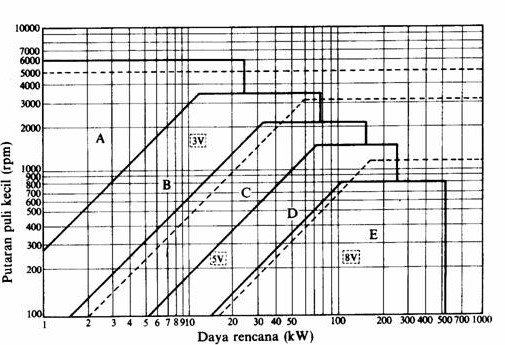 10000
7000
6000
5000
4000
3000
2000
1000
900
800
700
600
500
400
300
200
100
Putaran puli kecil (rpm)
A
3V
B
C
D
5V
E
8V
1 2 3 4 5 6 7 8 9 10 20 30 40 50 100 200 300 400 500 700 1000
Daya rencana (kW)